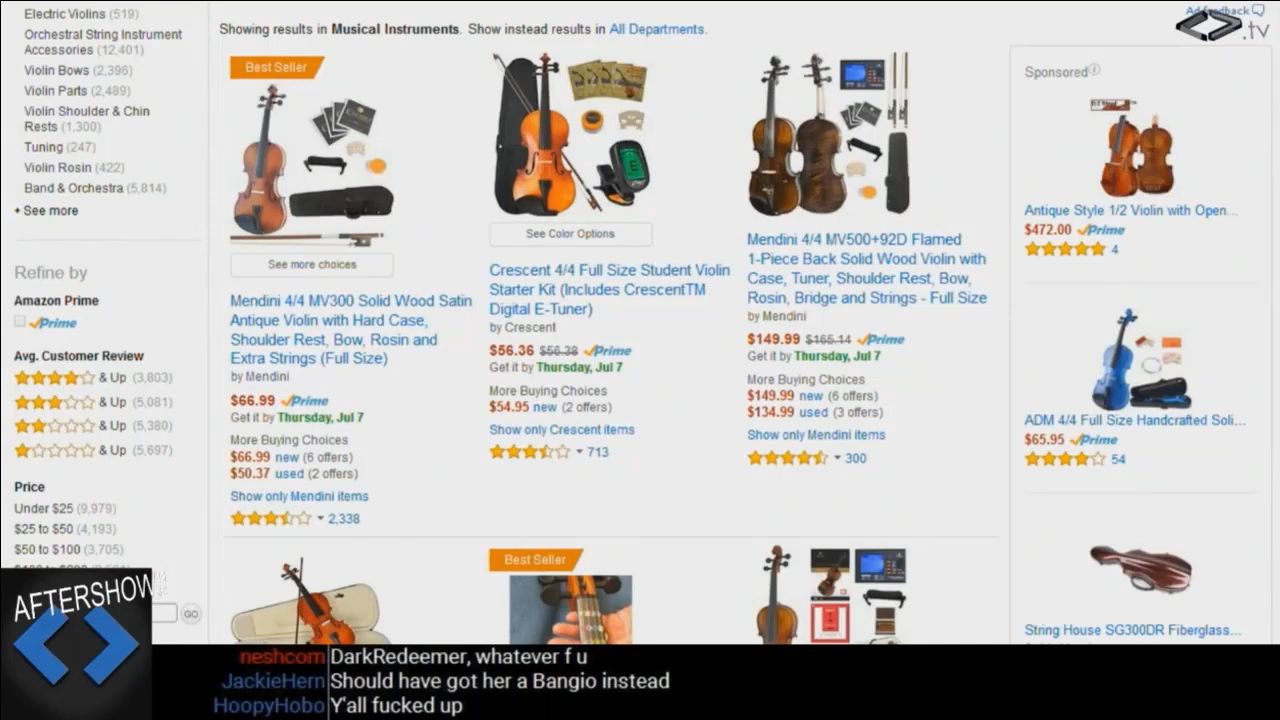 Electric Violins (519)
Orchestral String Instrument
Accessories (12,401)
Violin Bows (2,396)
Violin Parts (2,489)
Violin Shoulder & Chin
Rests (1,300)
Tuning (247)
Violin Rosin (422)
Band & Orchestra (5,814)
+ See more
Refine by
Amazon Prime
Prime
Avg. Customer Review
& Up (3,803)
& Up (5,081)
& Up (5,380)
& Up (5,697)
Price
Under $25 (9,979)
$25 to $50 (4,193)
$50 to $100 (3,705)
GO
Showing results in Musical Instruments. Show instead results in All Departments.
Best Seller
See more choices
Mendini 4/4 MV300 Solid Wood Satin
Antique Violin with Hard Case,
Shoulder Rest, Bow, Rosin and
Extra Strings (Full Size)
by Mendini
$66.99 Prime
Get it by Thursday, Jul 7
More Buying Choices
$66.99 new (6 offers)
$50.37 used (2 offers)
Show only Mendini items
2,338
See Color Options
Crescent 4/4 Full Size Student Violin
Starter Kit (Includes CrescentTM
Digital E-Tuner)
by Crescent
$56.36 $56.38 Prime
Get it by Thursday, Jul 7
More Buying Choices
$54.95 new (2 offers)
Show only Crescent items
713
Best Seller
Mendini 4/4 MV500+92D Flamed
1-Piece Back Solid Wood Violin with
Case, Tuner, Shoulder Rest, Bow,
Rosin, Bridge and Strings - Full Size
by Mendini
$149.99 $165.14 Prime
Get it by Thursday, Jul 7
More Buying Choices
$149.99 new (6 offers)
$134.99 used (3 offers)
Show only Mendini items
300
.tv
Sponsored
Antique Style 1/2 Violin with Open...
$472.00 Prime
4
ADM 4/4 Full Size Handcrafted Soli...
$65.95 Prime
54
String House SG300DR Fiberglass...
AFTERSHOW!
neshcom DarkRedeemer, whatever f u
JackieHern Should have got her a Bangio instead
HoopyHobo Y'all fucked up